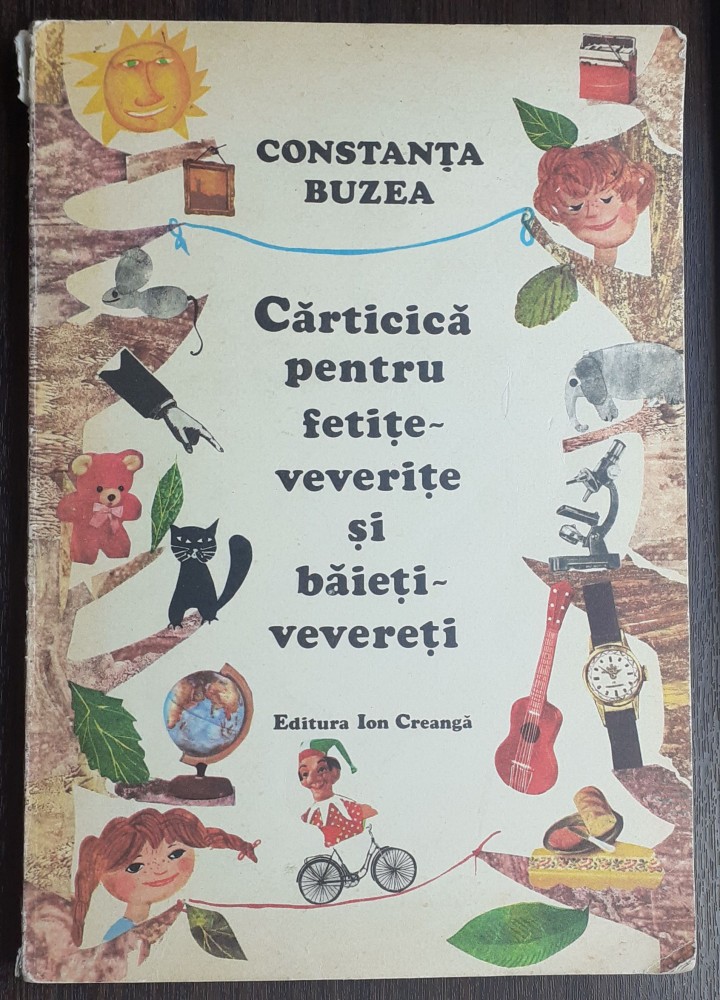 CONSTANȚA
BUZEA
Cărticică
pentru
fetițe-
veverițe
și
băieți-
vevereți
Editura Ion Creangă